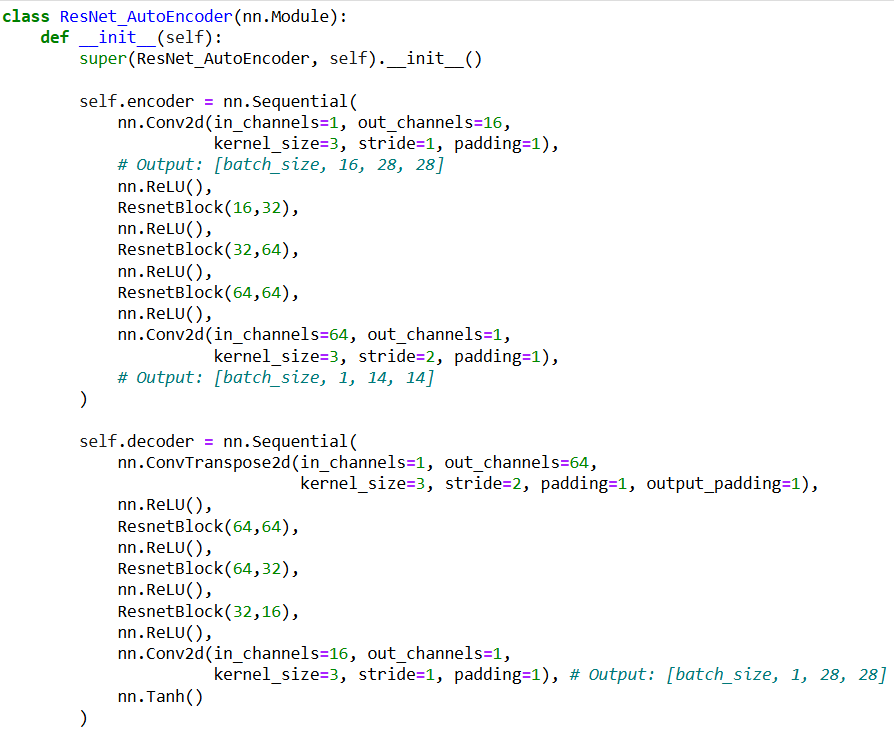 class ResNet_AutoEncoder(nn.Module):
    def __init__(self):
        super(ResNet_AutoEncoder, self).__init__()

        self.encoder = nn.Sequential(
            nn.Conv2d(in_channels=1, out_channels=16,
                      kernel_size=3, stride=1, padding=1),
            # Output: [batch_size, 16, 28, 28]
            nn.ReLU(),
            ResnetBlock(16,32),
            nn.ReLU(),
            ResnetBlock(32,64),
            nn.ReLU(),
            ResnetBlock(64,64),
            nn.ReLU(),
            nn.Conv2d(in_channels=64, out_channels=1,
                      kernel_size=3, stride=2, padding=1),
            # Output: [batch_size, 1, 14, 14]
        )

        self.decoder = nn.Sequential(
            nn.ConvTranspose2d(in_channels=1, out_channels=64,
                               kernel_size=3, stride=2, padding=1, output_padding=1),
            nn.ReLU(),
            ResnetBlock(64,64),
            nn.ReLU(),
            ResnetBlock(64,32),
            nn.ReLU(),
            ResnetBlock(32,16),
            nn.ReLU(),
            nn.Conv2d(in_channels=16, out_channels=1,
                      kernel_size=3, stride=1, padding=1), # Output: [batch_size, 1, 28, 28]
            nn.Tanh()
        )